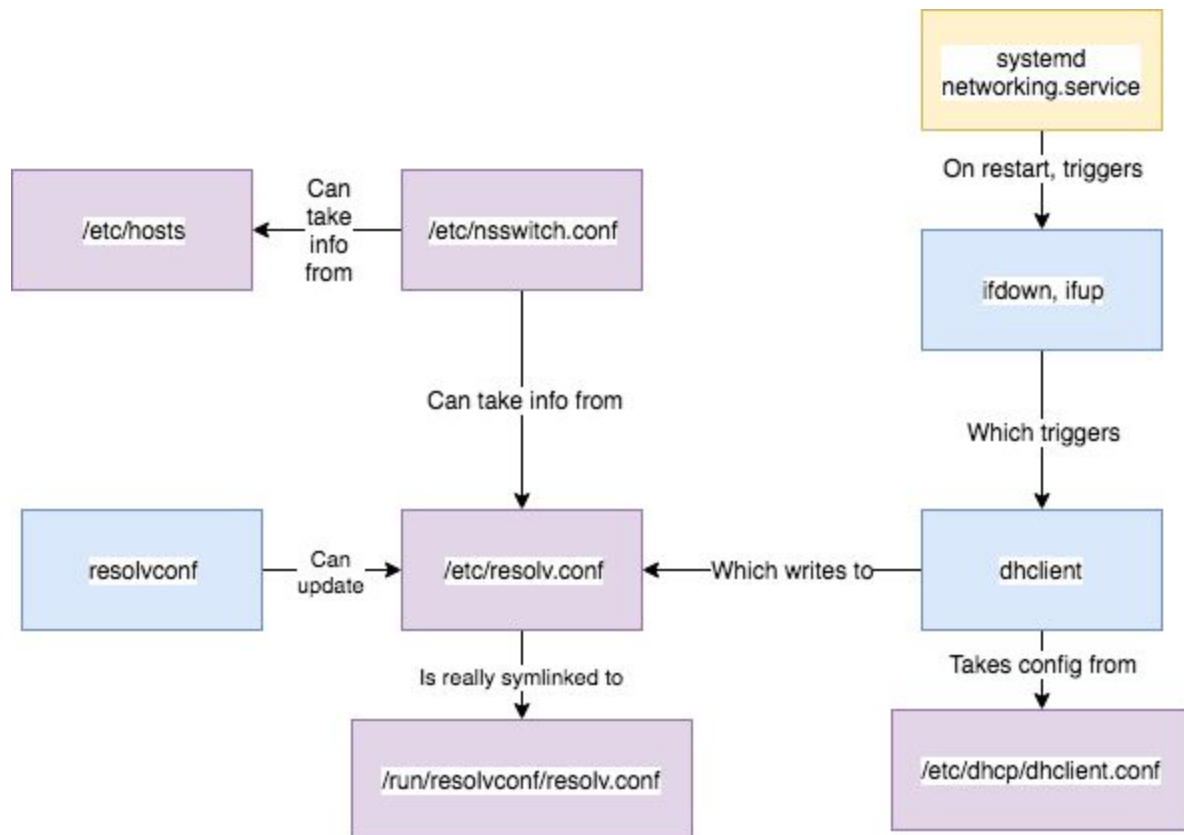 systemd
networking.service
On restart, triggers
/etc/hosts
Can
take
info
from
/etc/nsswitch.conf
ifdown, ifup
Can take info from
Which triggers
resolvconf
Can
update
/etc/resolv.conf
Which writes to
dhclient
Is really symlinked to
Takes config from
/run/resolvconf/resolv.conf
/etc/dhcp/dhclient.conf